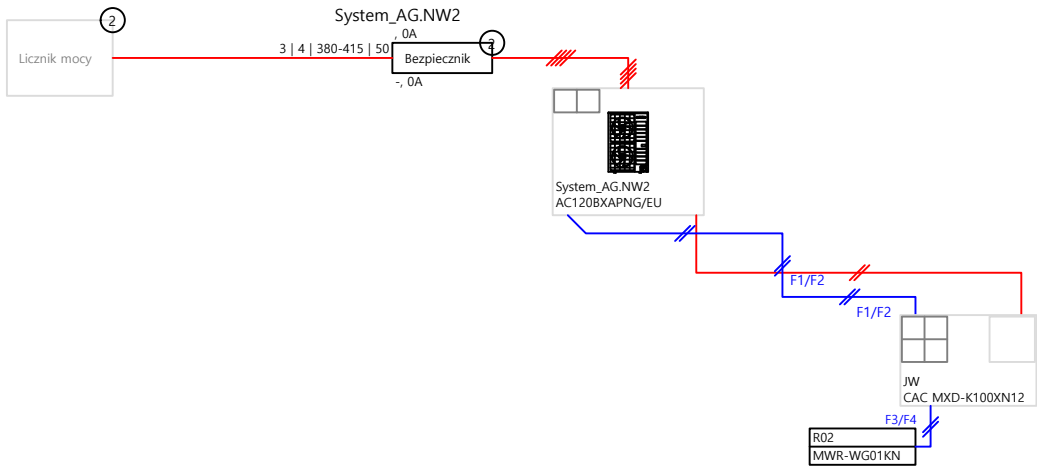 System_AG.NW2
2
Licznik mocy
3 | 4 | 380-415 | 50
, 0A
2
Bezpiecznik
-, 0A
System_AG.NW2
AC120BXAPNG/EU
F1/F2
F1/F2
JW
CAC MXD-K100XN12
F3/F4
R02
MWR-WG01KN